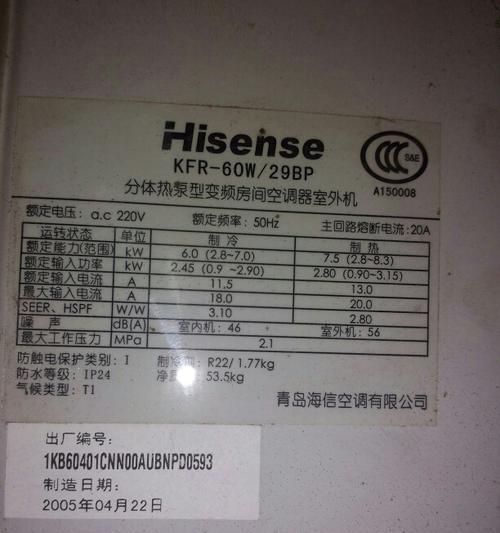 Hisense
KFR-60W/29BP
S&E
A150008
分体热泵型变频房间空调器室外机
额定电压: a.c 220V 额定频率: 50Hz 主回路熔断电流: 20A
运转状态 单位 制冷 制热
额定能力(范围) kW 6.0 (2.8~7.0) 7.5 (2.8~8.3)
额定输入功率 kW 2.45 (0.9 ~2.90) 2.80 (0.90~3.15)
额定输入电流 A 11.5 13.0
最大输入电流 A 18.0 20.0
SEER, HSPF W/W 3.10 2.80
噪声 dB(A) 室内机: 46 室外机: 56
最大工作压力 MPa 2.1
防触电保护类别: I 制冷剂: R22/1.77kg
防水等级: IP24 净质量: 53.5kg
气候类型: T1
青岛海信空调有限公司
出厂编号:
1KB60401CNN00AUBNPD0593
制造日期:
2005年04月22日